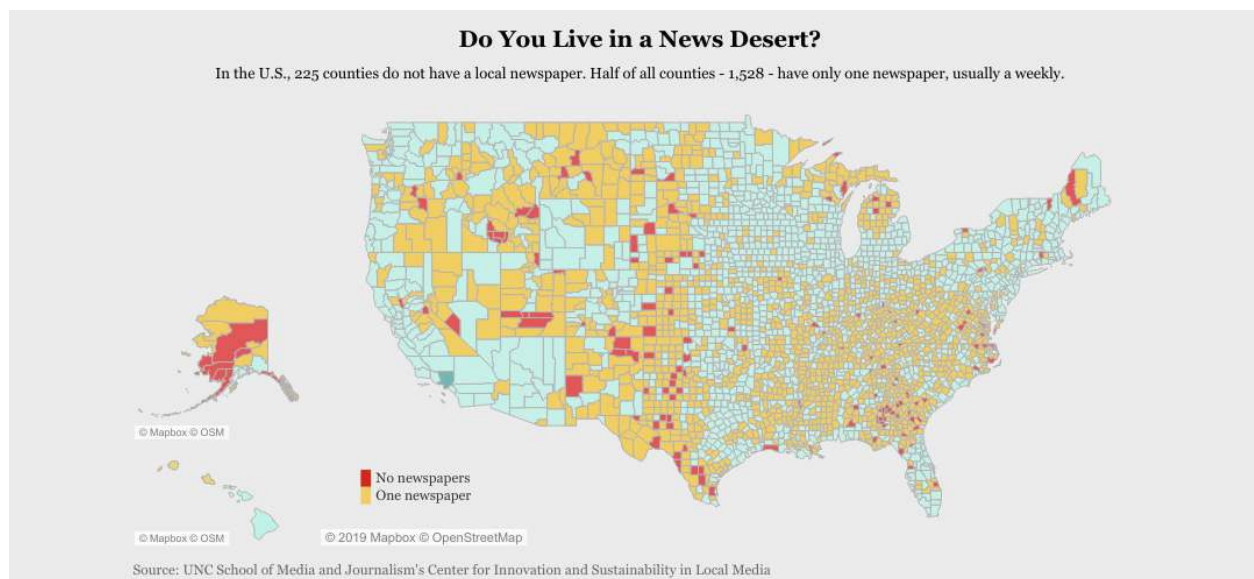 Do You Live in a News Desert?
In the U.S., 225 counties do not have a local newspaper. Half of all counties - 1,528 - have only one newspaper, usually a weekly.
© Mapbox © OSM
No newspapers
One newspaper
© Mapbox © OSM
© 2019 Mapbox © OpenStreetMap
Source: UNC School of Media and Journalism's Center for Innovation and Sustainability in Local Media